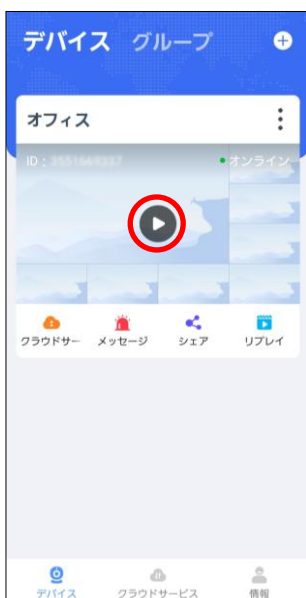 デバイス グループ
オフィス
ID : オンライン
クラウドサー メッセージ シェア リプレイ
デバイス クラウドサービス 情報